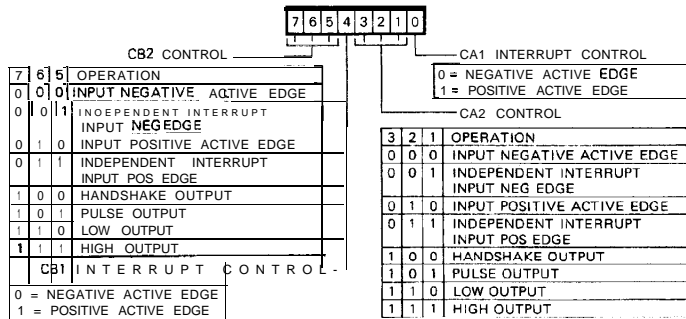 7 6 5 4 3 2 1 0
CB2 CONTROL
7 6 5 OPERATION
0 0 0 INPUT NEGATIVE ACTIVE EDGE
0 0 1 INDEPENDENT INTERRUPT
INPUT NEG EDGE
0 1 0 INPUT POSITIVE ACTIVE EDGE
0 1 1 INDEPENDENT INTERRUPT
INPUT POS EDGE
1 0 0 HANDSHAKE OUTPUT
1 0 1 PULSE OUTPUT
1 1 0 LOW OUTPUT
1 1 1 HIGH OUTPUT
CB1 INTERRUPT CONTROL
0 = NEGATIVE ACTIVE EDGE
1 = POSITIVE ACTIVE EDGE
CA1 INTERRUPT CONTROL
0 = NEGATIVE ACTIVE EDGE
1 = POSITIVE ACTIVE EDGE
CA2 CONTROL
3 2 1 OPERATION
0 0 0 INPUT NEGATIVE ACTIVE EDGE
0 0 1 INDEPENDENT INTERRUPT
INPUT NEG EDGE
0 1 0 INPUT POSITIVE ACTIVE EDGE
0 1 1 INDEPENDENT INTERRUPT
INPUT POS EDGE
1 0 0 HANDSHAKE OUTPUT
1 0 1 PULSE OUTPUT
1 1 0 LOW OUTPUT
1 1 1 HIGH OUTPUT